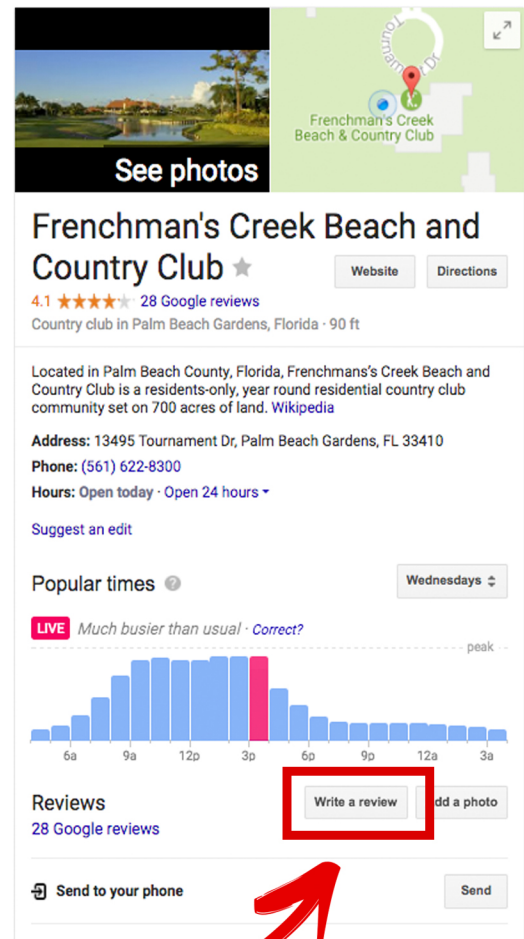 See photos
Tournament Dr
Frenchman's Creek
Beach & Country Club
Frenchman's Creek Beach and
Country Club
Website
Directions
4.1 28 Google reviews
Country club in Palm Beach Gardens, Florida · 90 ft
Located in Palm Beach County, Florida, Frenchmans's Creek Beach and
Country Club is a residents-only, year round residential country club
community set on 700 acres of land. Wikipedia
Address: 13495 Tournament Dr, Palm Beach Gardens, FL 33410
Phone: (561) 622-8300
Hours: Open today · Open 24 hours
Suggest an edit
Popular times ?
Wednesdays
LIVE Much busier than usual · Correct?
peak
6a 9a 12p 3p 6p 9p 12a 3a
Reviews
Write a review
dd a photo
28 Google reviews
Send to your phone
Send